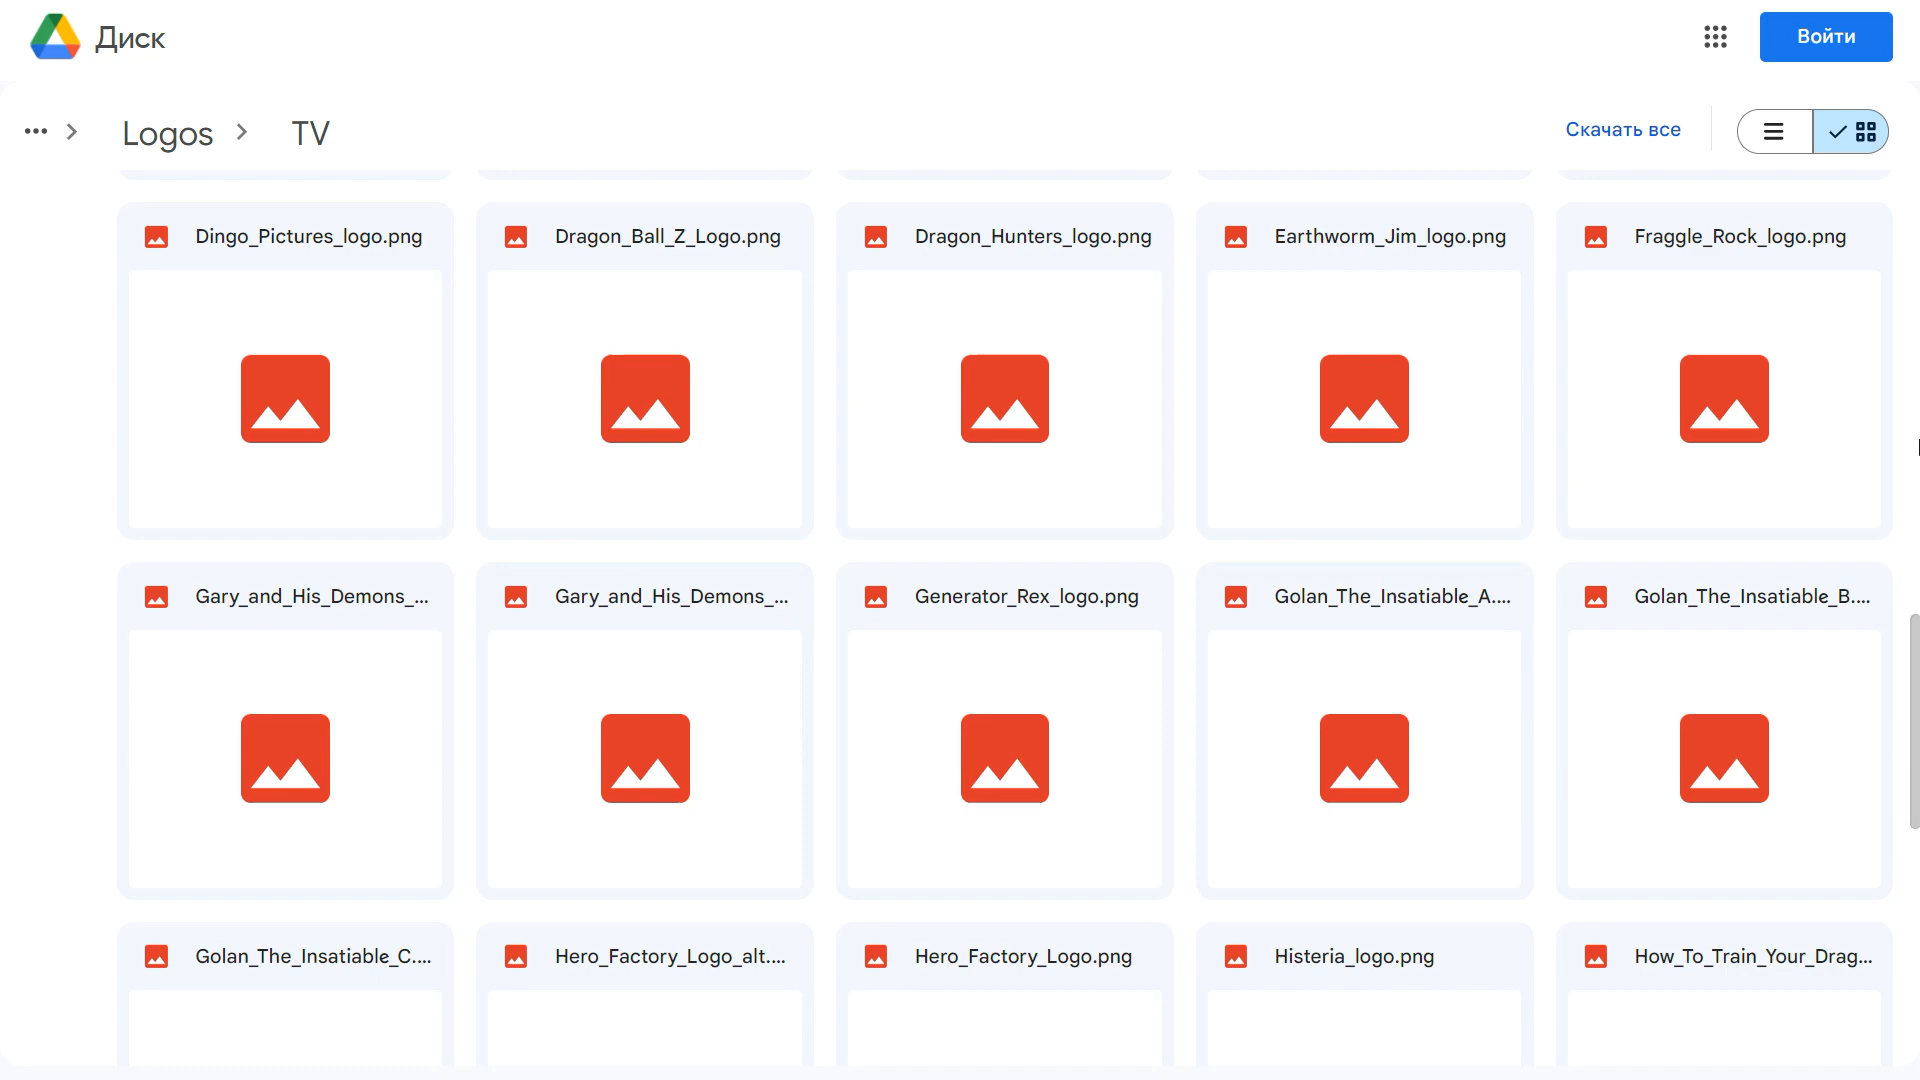 Диск
Войти
Logos
TV
Скачать все
Dingo_Pictures_logo.png
Dragon_Ball_Z_Logo.png
Dragon_Hunters_logo.png
Earthworm_Jim_logo.png
Fraggle_Rock_logo.png
Gary_and_His_Demons_...
Gary_and_His_Demons_...
Generator_Rex_logo.png
Golan_The_Insatiable_A....
Golan_The_Insatiable_B....
Golan_The_Insatiable_C....
Hero_Factory_Logo_alt....
Hero_Factory_Logo.png
Histeria_logo.png
How_To_Train_Your_Drag...